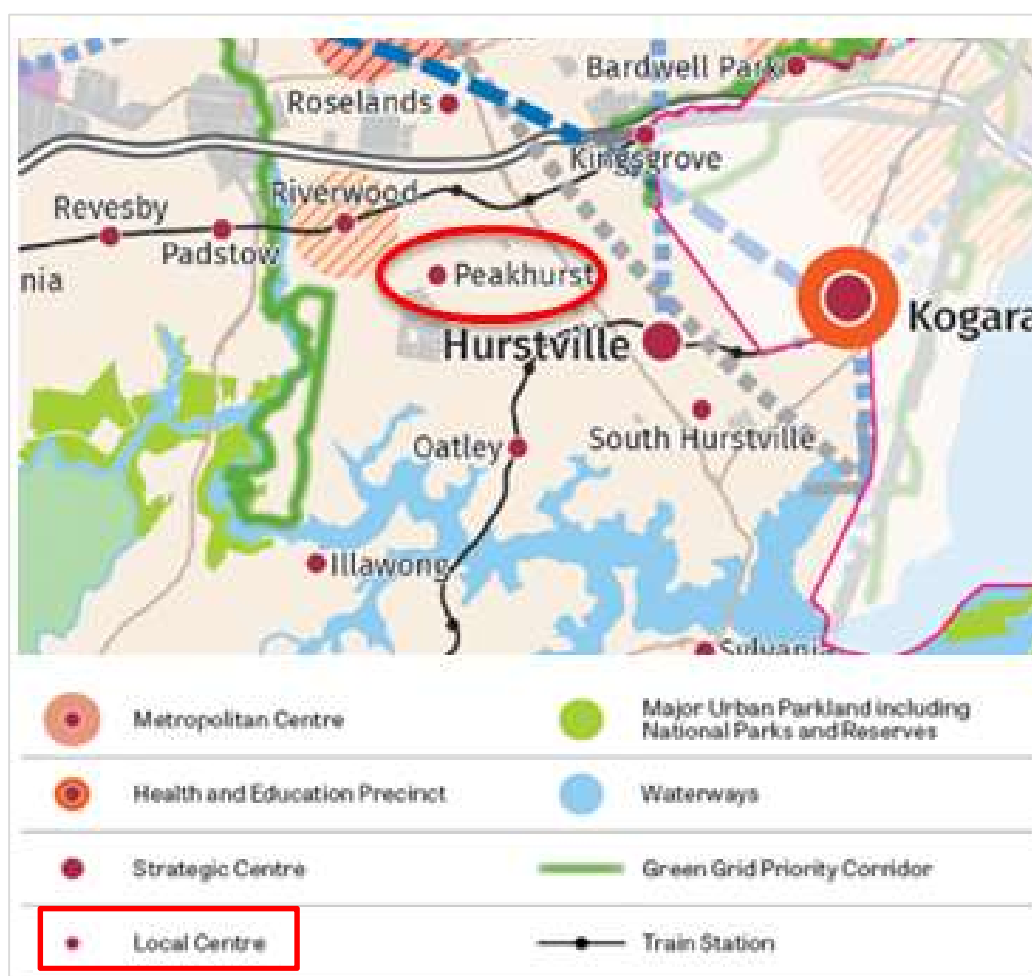 Bardwell Park
Roselands
Kingsgrove
Riverwood
Revesby
Padstow
nia
Peakhurst
Kogara
Hurstville
South Hurstville
Oatley
Illawong
Sylvania
Metropolitan Centre
Major Urban Parkland including
National Parks and Reserves
Health and Education Precinct
Waterways
Strategic Centre
Green Grid Priority Corridor
Local Centre
Train Station